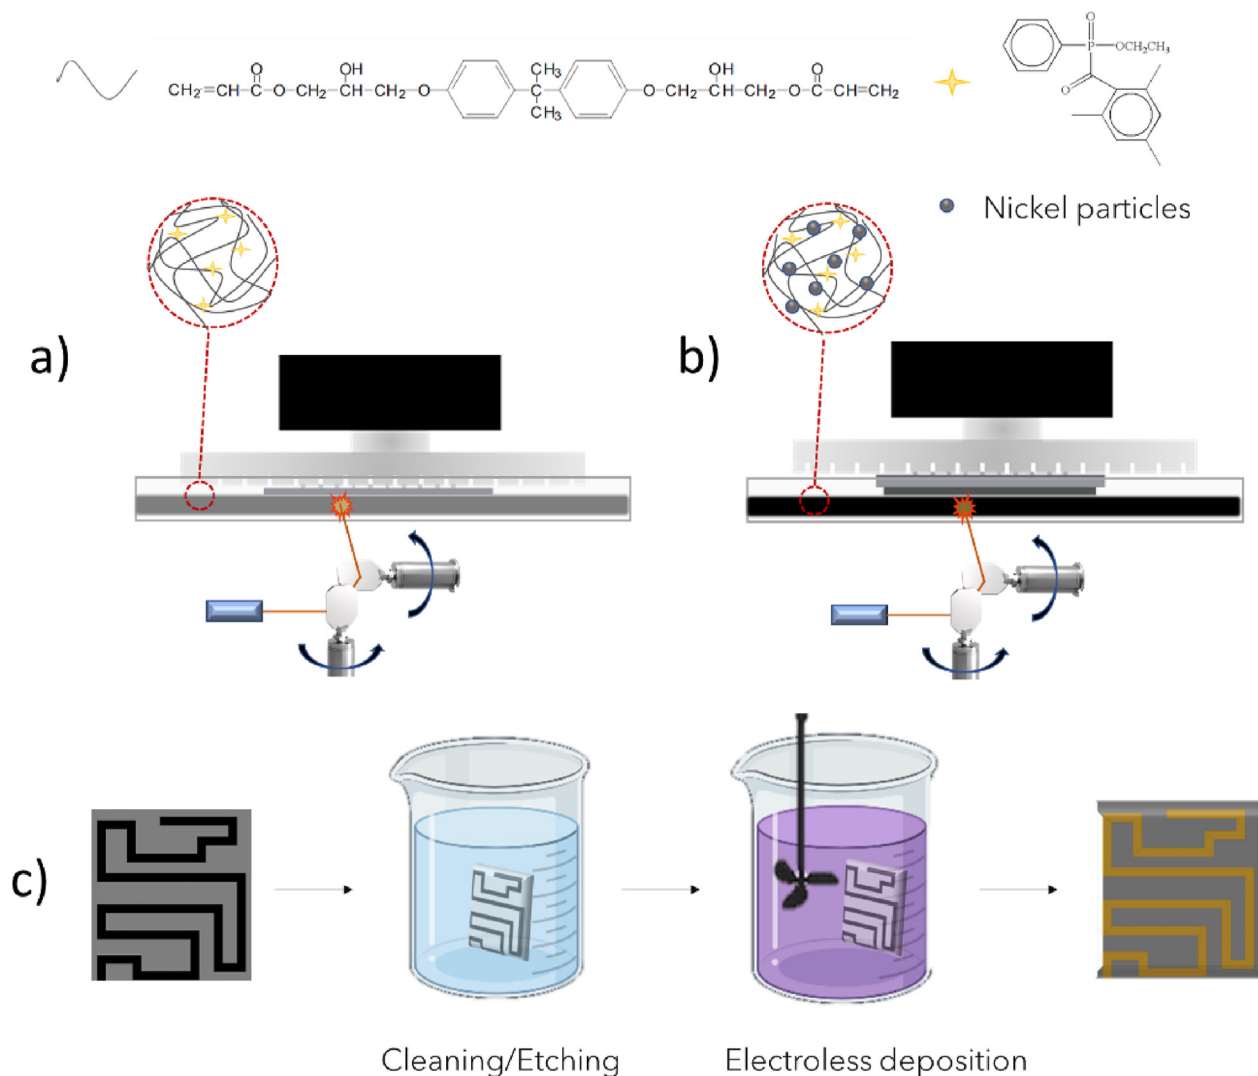 O
OH
CH₃
OH
O
O
P
OCH₂CH₃
CH₂=CH—C—O—CH₂—CH—CH₂—O
C
O—CH₂—CH—CH₂—O—C—CH=CH₂
CH₃
O
Nickel particles
a)
b)
c)
Cleaning/Etching
Electroless deposition